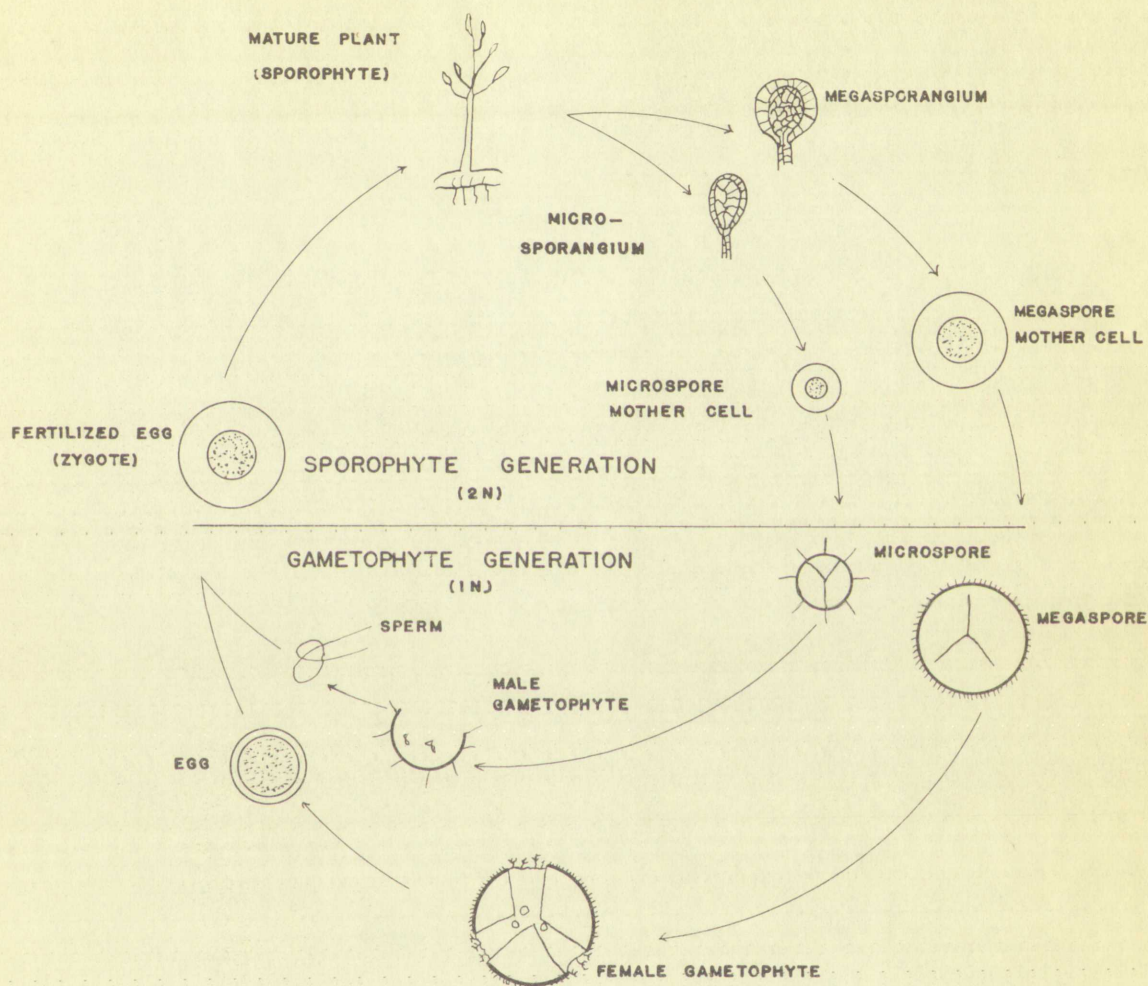 MATURE PLANT
(SPOROPHYTE)
MEGASPORANGIUM
MICRO-
SPORANGIUM
MEGASPORE
MOTHER CELL
MICROSPORE
MOTHER CELL
FERTILIZED EGG
(ZYGOTE)
SPOROPHYTE GENERATION
(2N)
GAMETOPHYTE GENERATION
(1N)
MICROSPORE
MEGASPORE
SPERM
MALE
GAMETOPHYTE
EGG
FEMALE GAMETOPHYTE